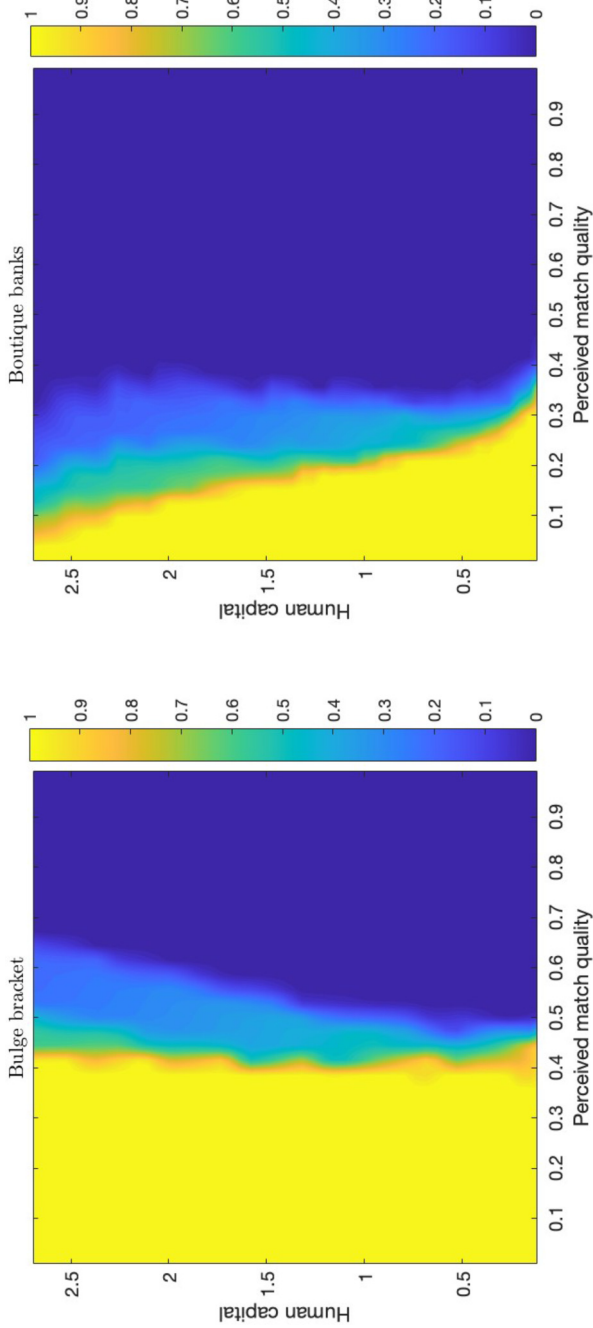 Bulge bracket
Human capital
2.5
2
1.5
1
0.5
0.1 0.2 0.3 0.4 0.5 0.6 0.7 0.8 0.9
Perceived match quality
1
0.9
0.8
0.7
0.6
0.5
0.4
0.3
0.2
0.1
0
Boutique banks
Human capital
2.5
2
1.5
1
0.5
0.1 0.2 0.3 0.4 0.5 0.6 0.7 0.8 0.9
Perceived match quality
1
0